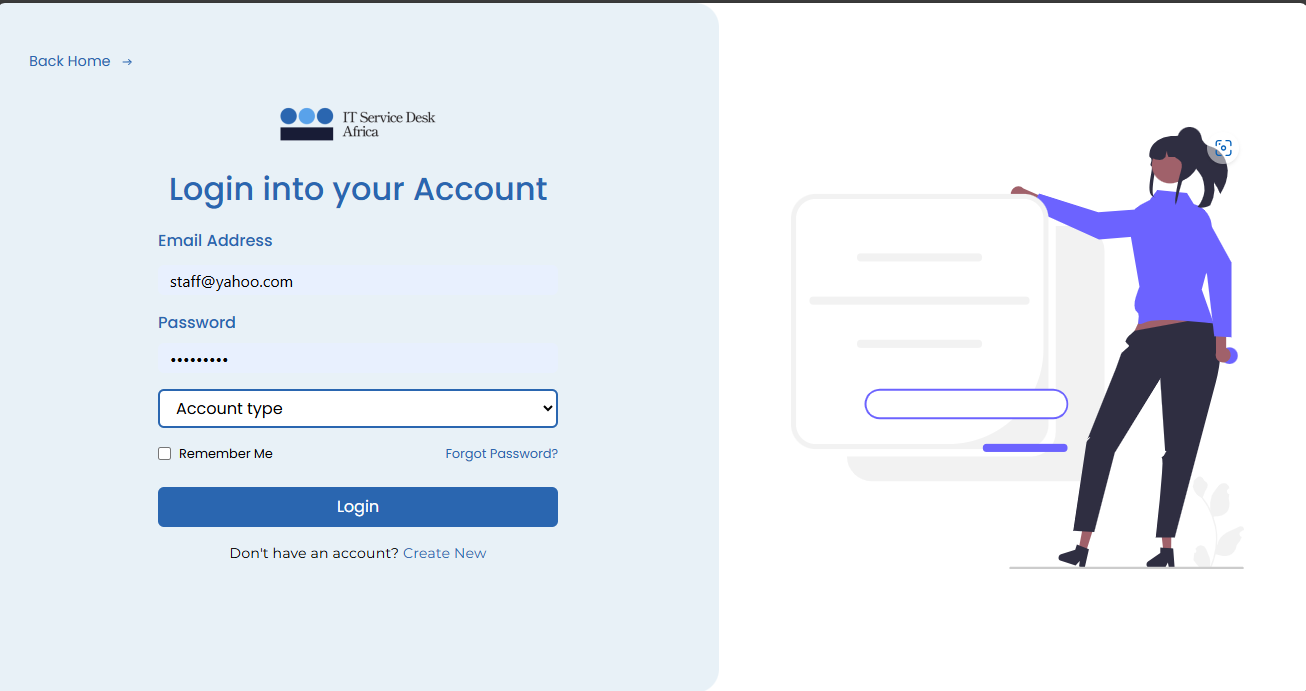 Back Home →
IT Service Desk
Africa
Login into your Account
Email Address
staff@yahoo.com
Password
•••••••••
Account type
Remember Me
Forgot Password?
Login
Don't have an account? Create New